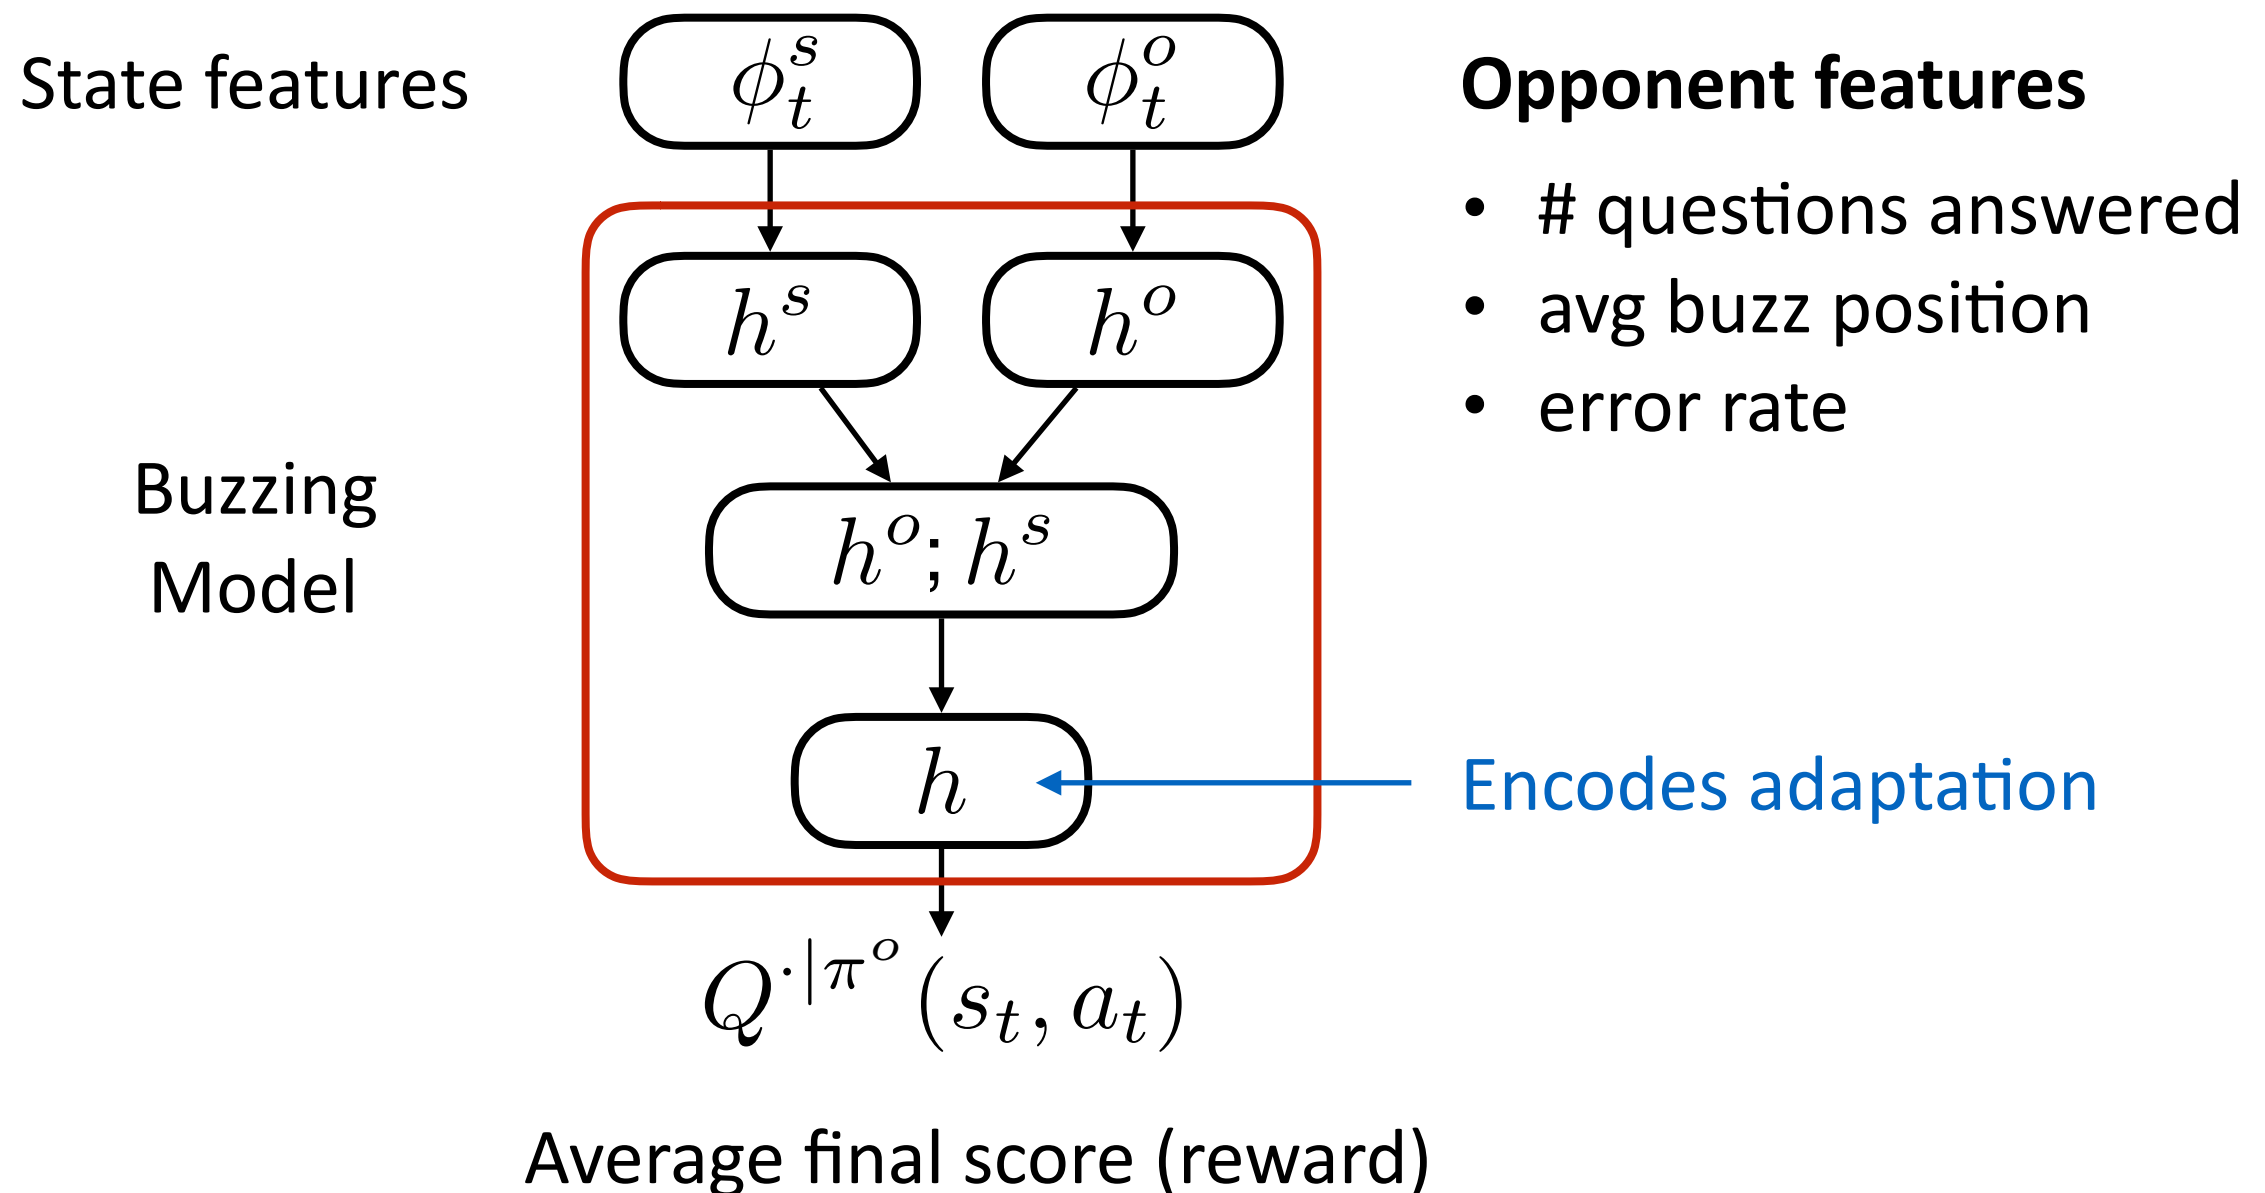 State features
ϕ_t^s
ϕ_t^o
Opponent features
• # questions answered
• avg buzz position
• error rate
h^s
h^o
Buzzing
Model
h^o; h^s
h
Encodes adaptation
Q^{·|π^o}(s_t, a_t)
Average final score (reward)